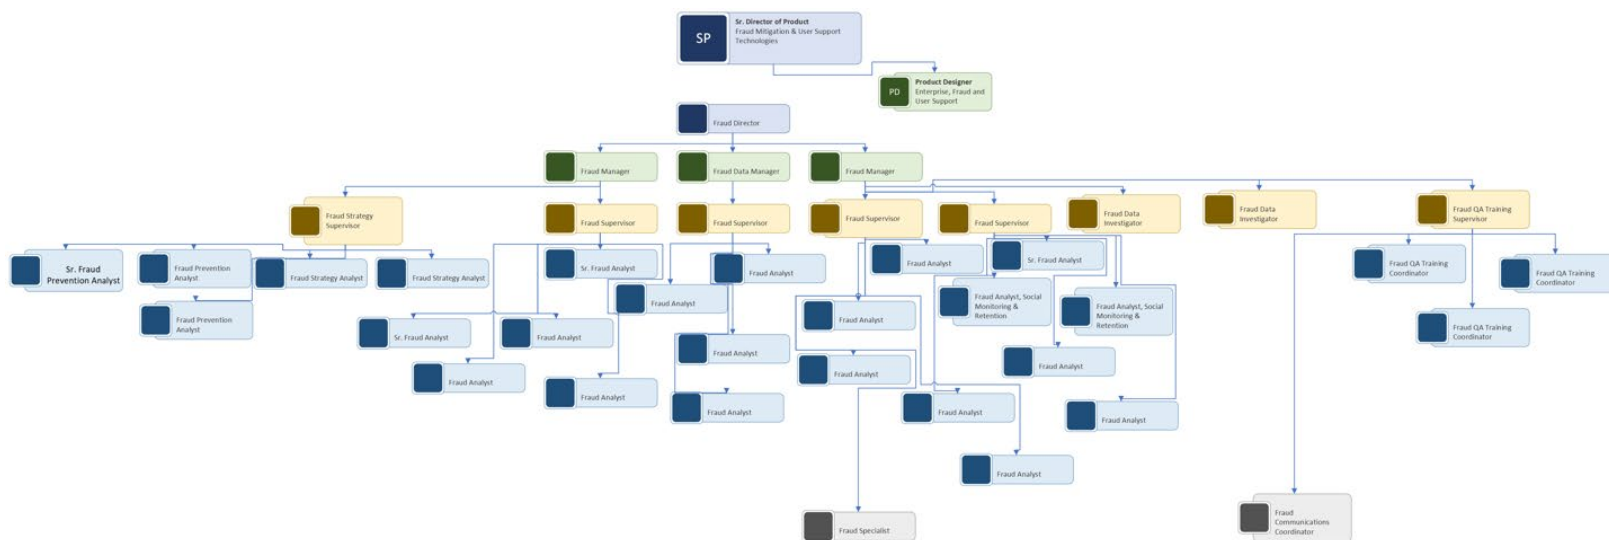 SP
Sr. Director of Product
Fraud Mitigation & User Support
Technologies
PD
Product Designer
Enterprise, Fraud and
User Support
Fraud Director
Fraud Manager
Fraud Data Manager
Fraud Manager
Fraud Strategy
Supervisor
Fraud Supervisor
Fraud Supervisor
Fraud Supervisor
Fraud Supervisor
Fraud Data
Investigator
Fraud Data
Investigator
Fraud QA Training
Supervisor
Sr. Fraud
Prevention Analyst
Fraud Prevention
Analyst
Fraud Strategy Analyst
Fraud Strategy Analyst
Sr. Fraud Analyst
Fraud Analyst
Fraud Analyst
Sr. Fraud Analyst
Fraud QA Training
Coordinator
Fraud QA Training
Coordinator
Fraud Prevention
Analyst
Fraud Analyst
Fraud Analyst, Social
Monitoring &
Retention
Fraud Analyst, Social
Monitoring &
Retention
Sr. Fraud Analyst
Fraud Analyst
Fraud Analyst
Fraud QA Training
Coordinator
Fraud Analyst
Fraud Analyst
Fraud Analyst
Fraud Analyst
Fraud Analyst
Fraud Analyst
Fraud Analyst
Fraud Analyst
Fraud Analyst
Fraud Specialist
Fraud
Communications
Coordinator